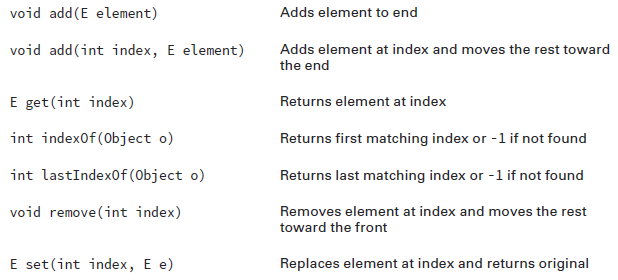 void add(E element) Adds element to end
void add(int index, E element) Adds element at index and moves the rest toward
the end
E get(int index) Returns element at index
int indexOf(Object o) Returns first matching index or -1 if not found
int lastIndexOf(Object o) Returns last matching index or -1 if not found
void remove(int index) Removes element at index and moves the rest
toward the front
E set(int index, E e) Replaces element at index and returns original